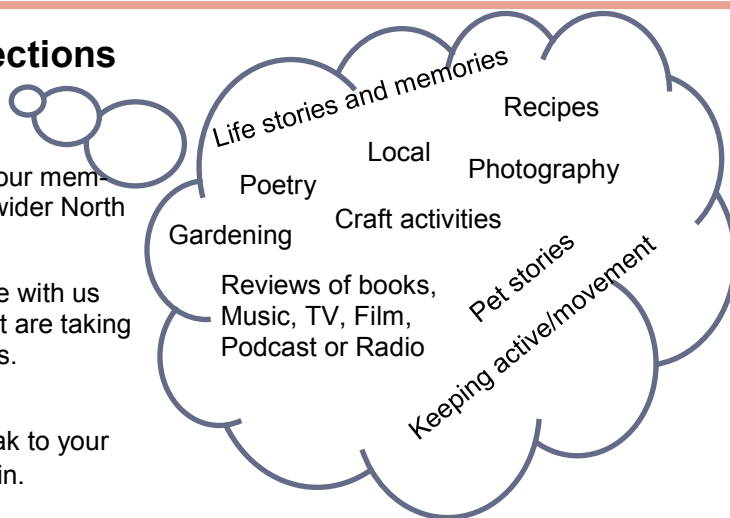 ections
our mem-
wider North
e with us
t are taking
s.
ak to your
in.
Life stories and memories
Recipes
Local
Photography
Poetry
Craft activities
Gardening
Reviews of books,
Music, TV, Film,
Podcast or Radio
Pet stories
Keeping active/movement